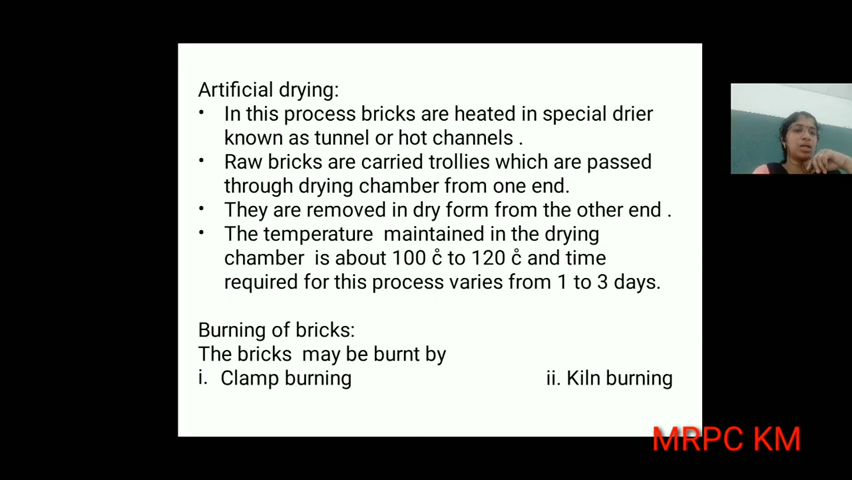 Artificial drying:
• In this process bricks are heated in special drier
known as tunnel or hot channels .
• Raw bricks are carried trollies which are passed
through drying chamber from one end.
• They are removed in dry form from the other end .
• The temperature maintained in the drying
chamber is about 100 c̊ to 120 c̊ and time
required for this process varies from 1 to 3 days.
Burning of bricks:
The bricks may be burnt by
i. Clamp burning ii. Kiln burning
MRPC KM